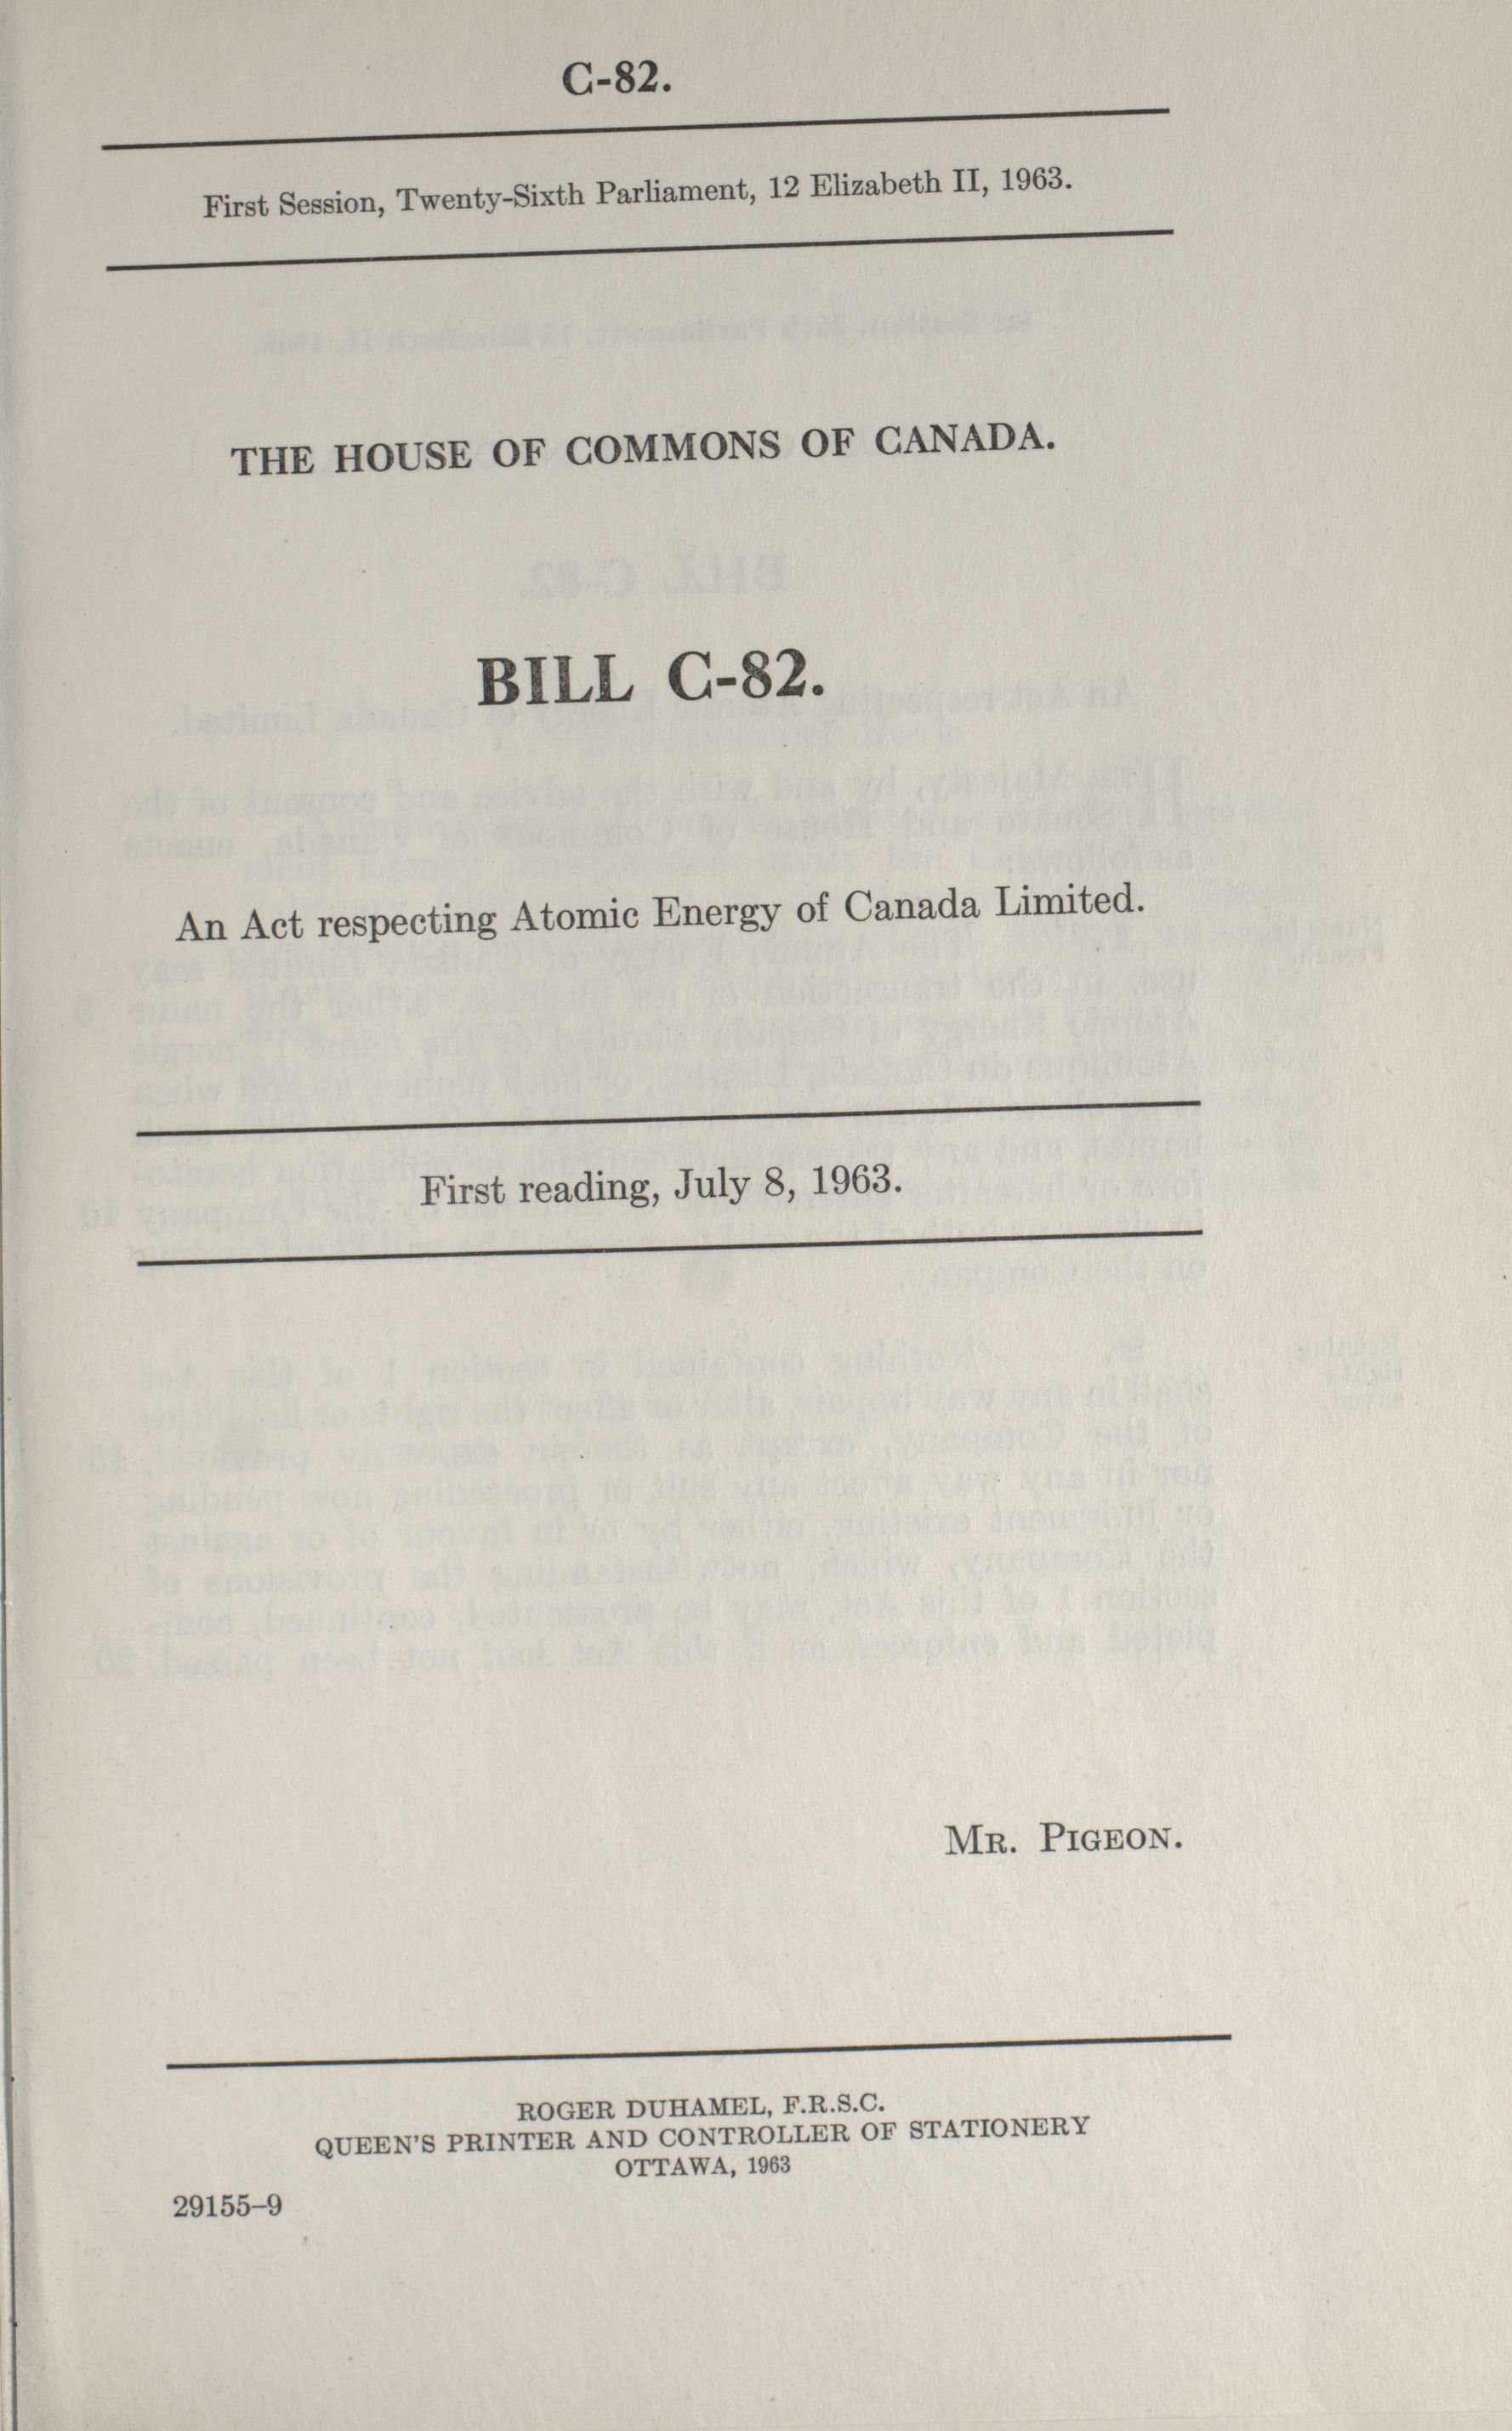 C-82.
First Session, Twenty-Sixth Parliament, 12 Elizabeth II, 1963.
THE HOUSE OF COMMONS OF CANADA.
BILL C-82.
An Act respecting Atomic Energy of Canada Limited.
First reading, July 8, 1963.
MR. PIGEON.
ROGER DUHAMEL, F.R.S.C.
QUEEN'S PRINTER AND CONTROLLER OF STATIONERY
OTTAWA, 1963
29155–9